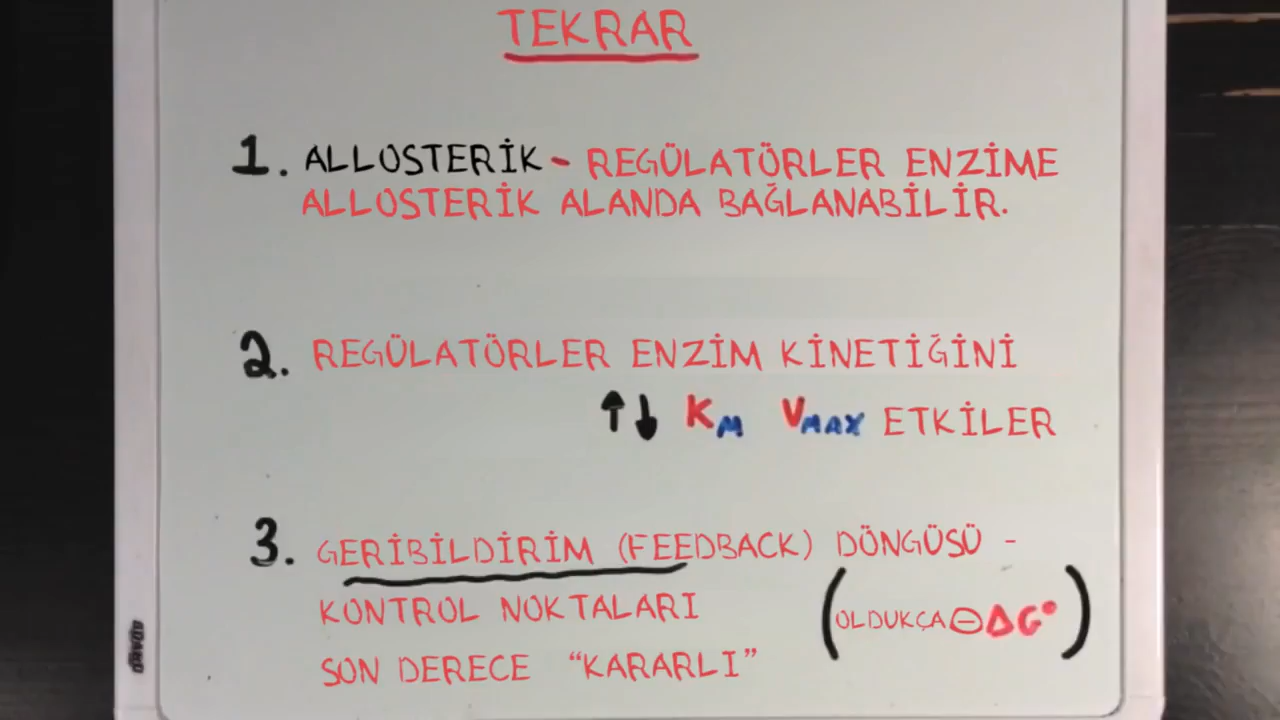 TEKRAR
1. ALLOSTERİK - REGÜLATÖRLER ENZİME
ALLOSTERİK ALANDA BAĞLANABİLİR.
2. REGÜLATÖRLER ENZİM KİNETİĞİNİ
↑↓ KM VMAX ETKİLER
3. GERİBİLDİRİM (FEEDBACK) DÖNGÜSÜ -
KONTROL NOKTALARI
(OLDUKÇA ⊖ ΔG°)
SON DERECE “KARARLI”